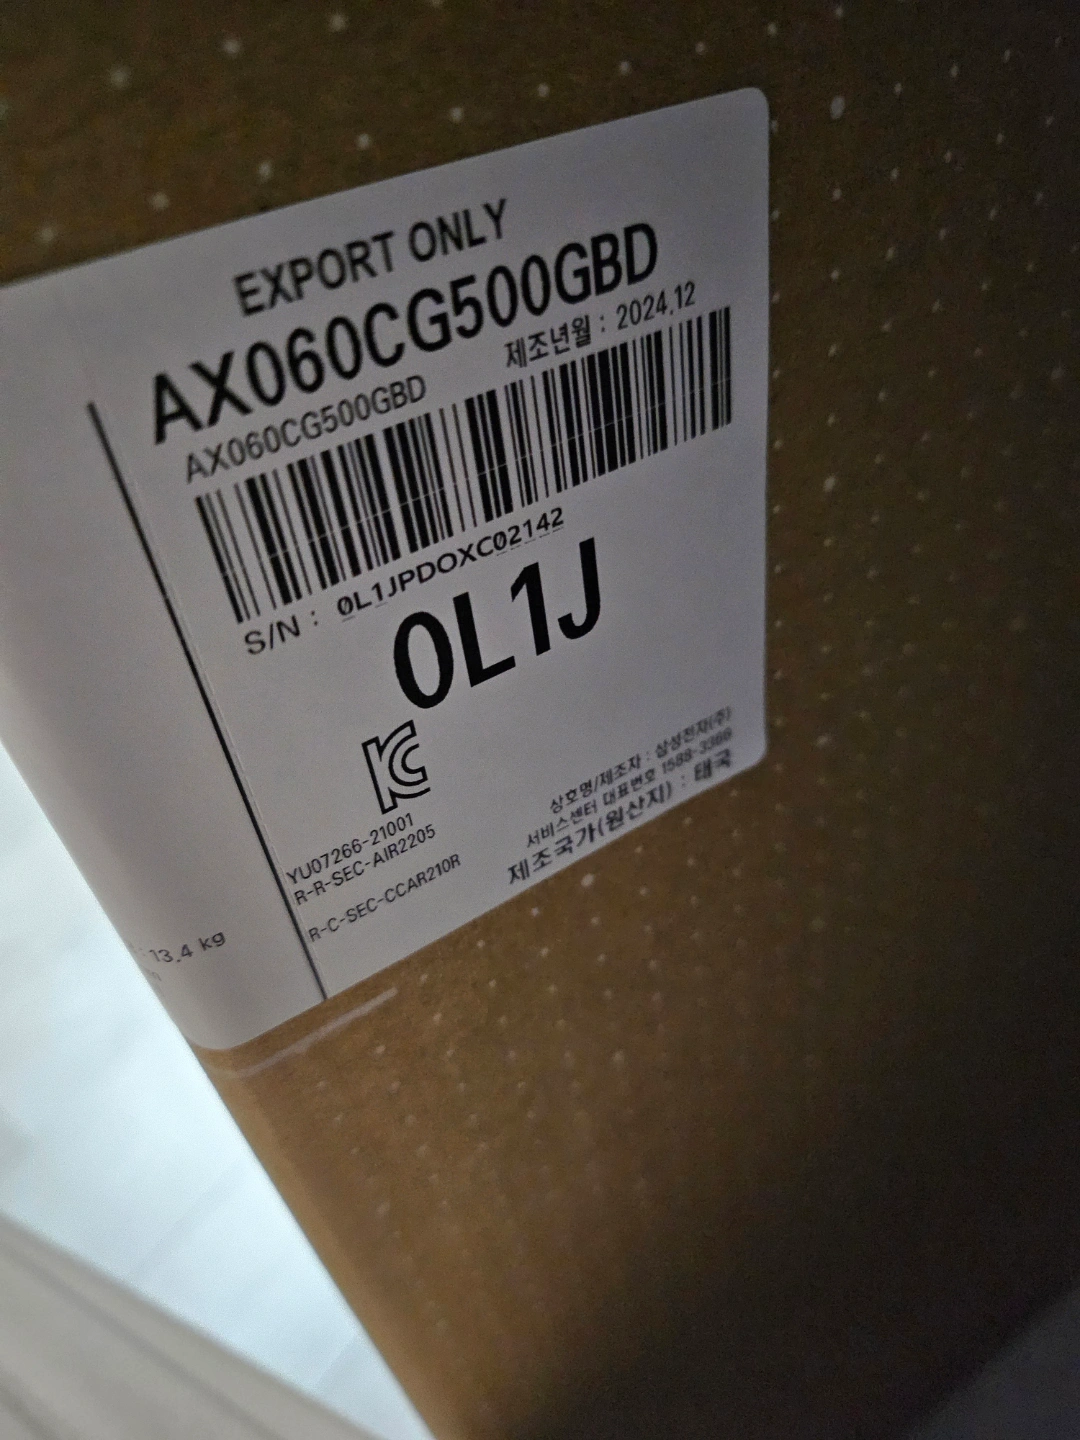 EXPORT ONLY
AX060CG500GBD
AX060CG500GBD
제조년월 : 2024.12
S/N : 0L1JPDOXC02142
0L1J
YU07266-21001
R-R-SEC-AIR2205
R-C-SEC-CCAR210R
상호명/제조자 : 삼성전자(주)
서비스센터 대표번호 1588-3366
제조국가(원산지) : 태국
13.4 kg